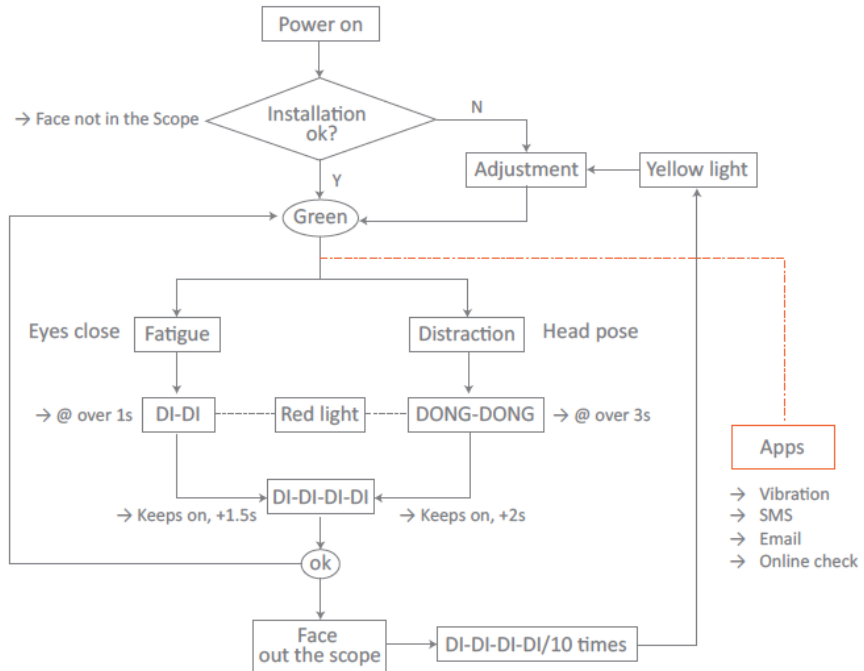 Power on
Installation
ok?
→ Face not in the Scope
N
Y
Adjustment
Yellow light
Green
Eyes close
Fatigue
Distraction
Head pose
→ @ over 1s
DI-DI
Red light
DONG-DONG
→ @ over 3s
Apps
DI-DI-DI-DI
→ Keeps on, +1.5s
→ Keeps on, +2s
→ Vibration
→ SMS
→ Email
→ Online check
ok
Face
out the scope
DI-DI-DI-DI/10 times